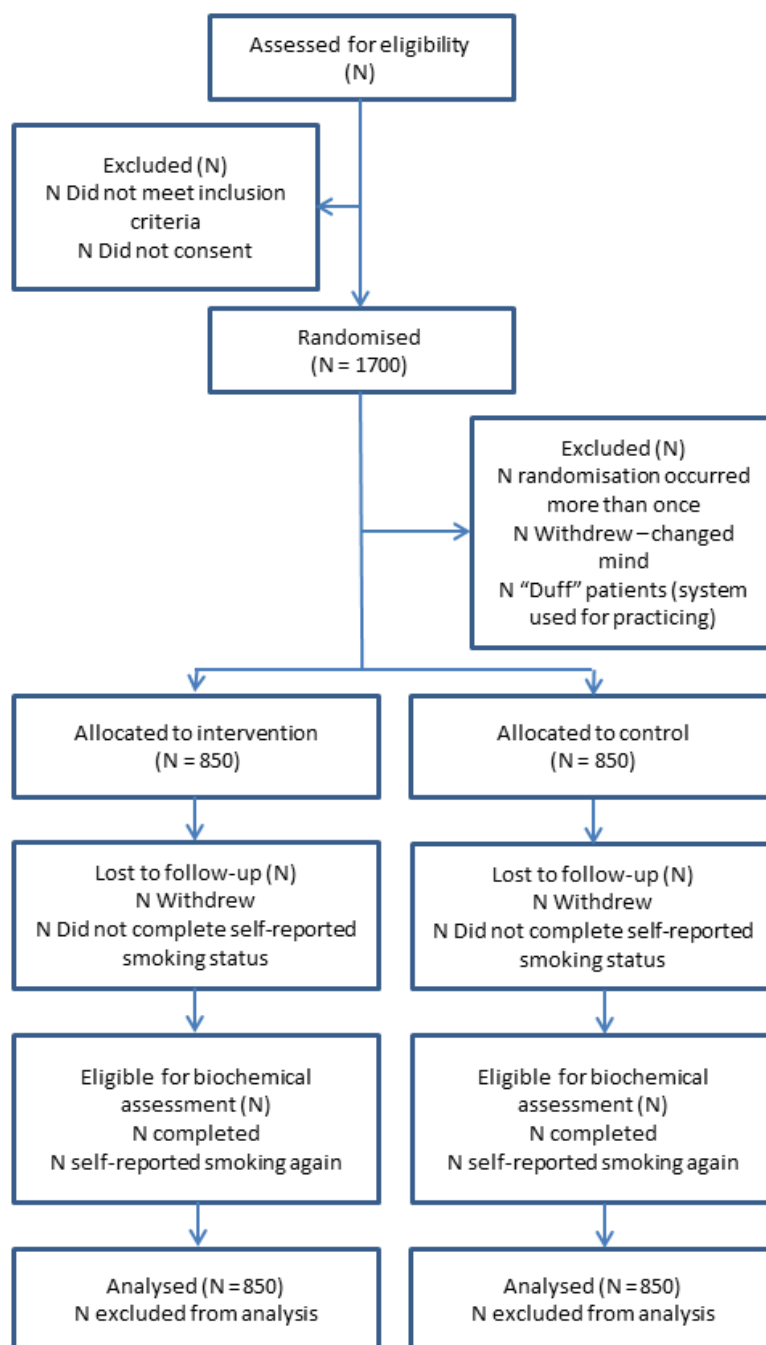 Assessed for eligibility
(N)
Excluded (N)
N Did not meet inclusion
criteria
N Did not consent
Randomised
(N = 1700)
Excluded (N)
N randomisation occurred
more than once
N Withdrew – changed
mind
N “Duff” patients (system
used for practicing)
Allocated to intervention
(N = 850)
Allocated to control
(N = 850)
Lost to follow-up (N)
N Withdrew
N Did not complete self-reported
smoking status
Lost to follow-up (N)
N Withdrew
N Did not complete self-reported
smoking status
Eligible for biochemical
assessment (N)
N completed
N self-reported smoking again
Eligible for biochemical
assessment (N)
N completed
N self-reported smoking again
Analysed (N = 850)
N excluded from analysis
Analysed (N = 850)
N excluded from analysis